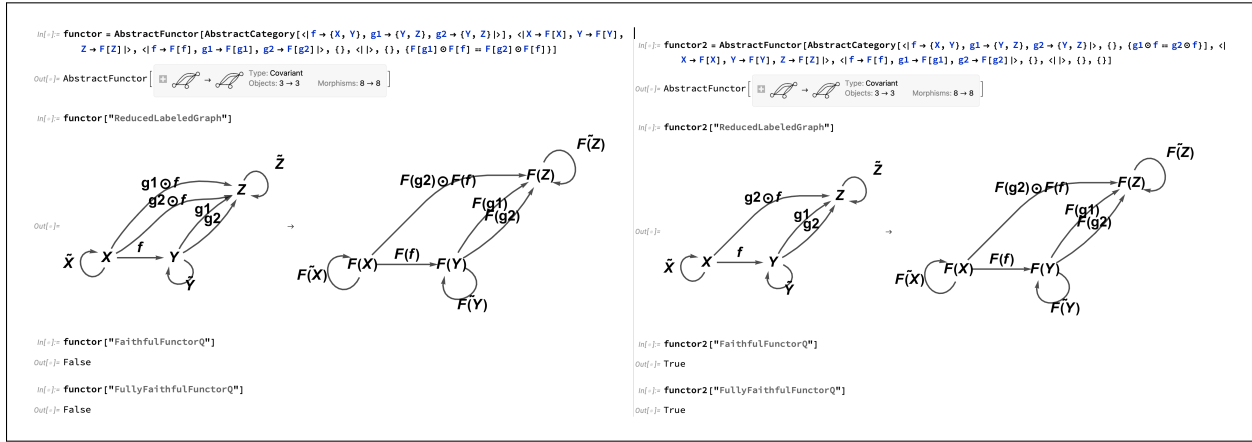 In[◦]:= functor = AbstractFunctor[AbstractCategory[<|f → {X, Y}, g1 → {Y, Z}, g2 → {Y, Z}|>], <|X → F[X], Y → F[Y],
Z → F[Z]|>, <|f → F[f], g1 → F[g1], g2 → F[g2]|>, {}, <||>, {}, {F[g1]⊙F[f] == F[g2]⊙F[f]}]
Out[◦]= AbstractFunctor[ → Type: Covariant
Objects: 3 → 3 Morphisms: 8 → 8 ]
In[◦]:= functor["ReducedLabeledGraph"]
Out[◦]=
Z̃
g1⊙f
Z
g2⊙f
g1
g2
f
X̃
X
Y
Ỹ
→
F(Z̃)
F(g2)⊙F(f)
F(Z)
F(g1)
F(g2)
F(f)
F(X̃)
F(X)
F(Y)
F(Ỹ)
In[◦]:= functor["FaithfulFunctorQ"]
Out[◦]= False
In[◦]:= functor["FullyFaithfulFunctorQ"]
Out[◦]= False
In[◦]:= functor2 = AbstractFunctor[AbstractCategory[<|f → {X, Y}, g1 → {Y, Z}, g2 → {Y, Z}|>, {}, {g1⊙f == g2⊙f}], <|
X → F[X], Y → F[Y], Z → F[Z]|>, <|f → F[f], g1 → F[g1], g2 → F[g2]|>, {}, <||>, {}, {}]
Out[◦]= AbstractFunctor[ → Type: Covariant
Objects: 3 → 3 Morphisms: 8 → 8 ]
In[◦]:= functor2["ReducedLabeledGraph"]
Out[◦]=
Z̃
g2⊙f
Z
g1
g2
f
X̃
X
Y
Ỹ
→
F(Z̃)
F(g2)⊙F(f)
F(Z)
F(g1)
F(g2)
F(f)
F(X̃)
F(X)
F(Y)
F(Ỹ)
In[◦]:= functor2["FaithfulFunctorQ"]
Out[◦]= True
In[◦]:= functor2["FullyFaithfulFunctorQ"]
Out[◦]= True